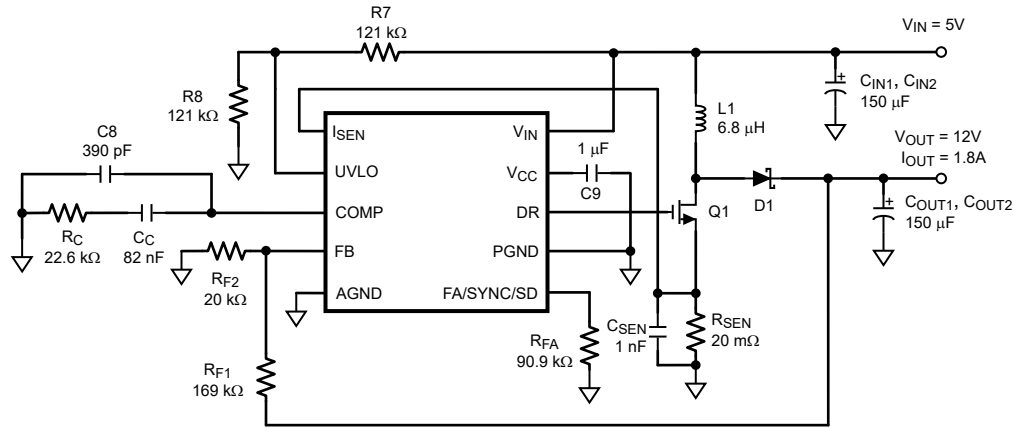 R7
121 kΩ
V_IN = 5V
R8
121 kΩ
C_IN1, C_IN2
150 µF
+
L1
6.8 µH
C8
390 pF
I_SEN
V_IN
1 µF
V_OUT = 12V
I_OUT = 1.8A
UVLO
V_CC
C9
D1
COMP
DR
Q1
C_OUT1, C_OUT2
150 µF
+
R_C
22.6 kΩ
C_C
82 nF
FB
PGND
R_F2
20 kΩ
AGND
FA/SYNC/SD
C_SEN
1 nF
R_SEN
20 mΩ
R_FA
90.9 kΩ
R_F1
169 kΩ